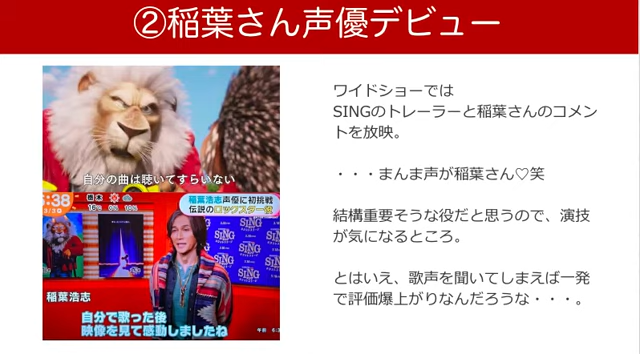 ②稲葉さん声優デビュー
自分の曲は聴いてすらいない
5:38
栃木
稲葉浩志 声優に初挑戦
伝説のロックスター役
SING
稲葉浩志
自分で歌った後
映像を見て感動しましたね
ワイドショーでは
SINGのトレーラーと稲葉さんのコメン
トを放映。
・・・まんま声が稲葉さん♡笑
結構重要そうな役だと思うので、演技
が気になるところ。
とはいえ、歌声を聞いてしまえば一発
で評価爆上がりなんだろうな・・・。